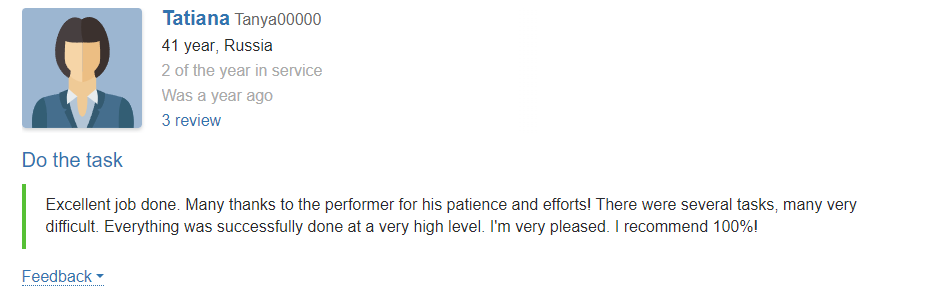 Tatiana Tanya00000
41 year, Russia
2 of the year in service
Was a year ago
3 review
Do the task
Excellent job done. Many thanks to the performer for his patience and efforts! There were several tasks, many very
difficult. Everything was successfully done at a very high level. I'm very pleased. I recommend 100%!
Feedback